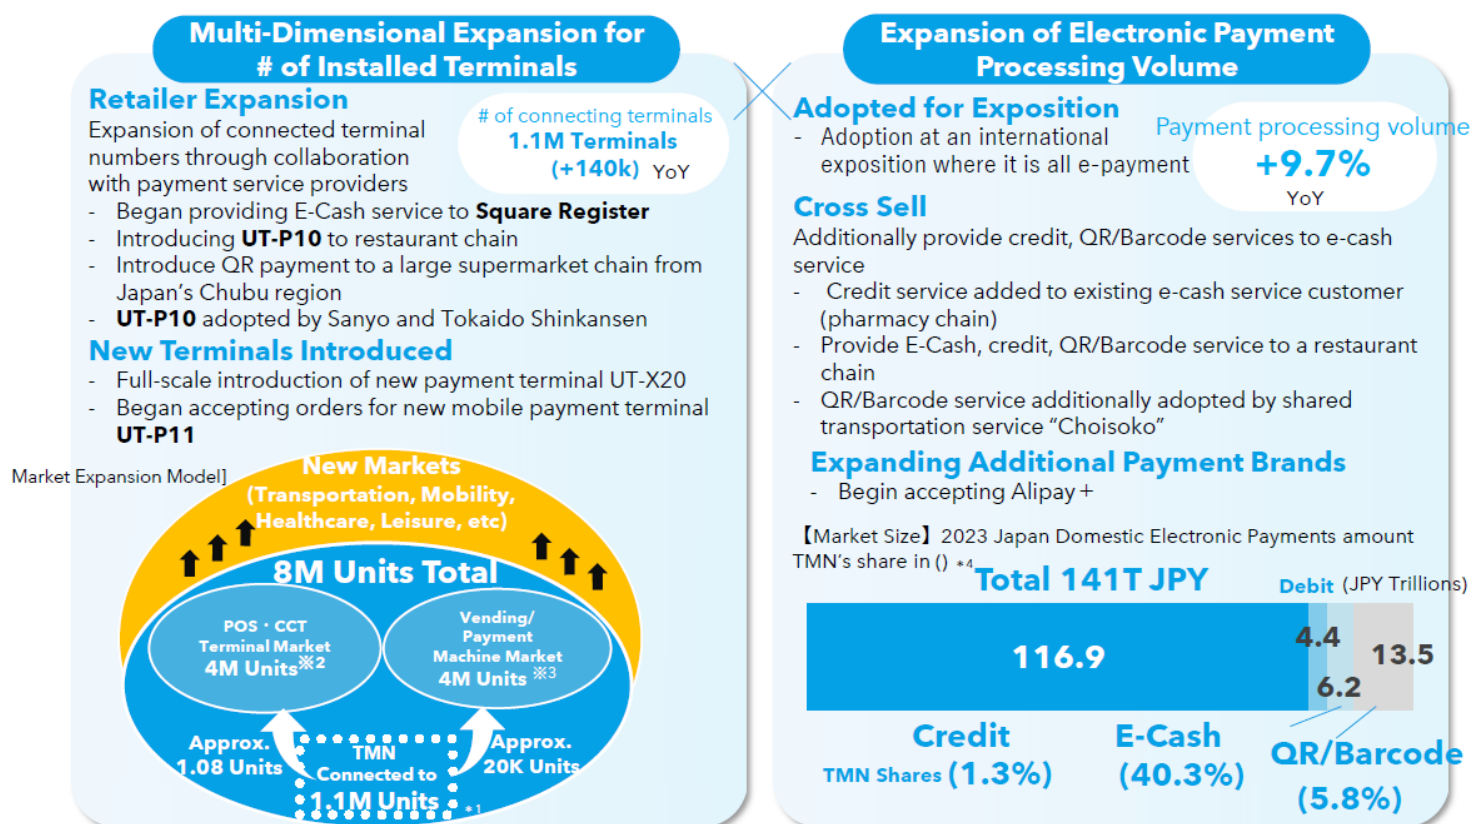 Multi-Dimensional Expansion for
# of Installed Terminals
Retailer Expansion
Expansion of connected terminal
numbers through collaboration
with payment service providers
# of connecting terminals
1.1M Terminals
(+140k) YoY
- Began providing E-Cash service to Square Register
- Introducing UT-P10 to restaurant chain
- Introduce QR payment to a large supermarket chain from
Japan's Chubu region
- UT-P10 adopted by Sanyo and Tokaido Shinkansen
New Terminals Introduced
- Full-scale introduction of new payment terminal UT-X20
- Began accepting orders for new mobile payment terminal
UT-P11
Market Expansion Model]
New Markets
(Transportation, Mobility,
Healthcare, Leisure, etc)
8M Units Total
POS・CCT
Terminal Market
4M Units※2
Vending/
Payment
Machine Market
4M Units ※3
Approx.
1.08 Units
TMN
Connected to
1.1M Units *1
Approx.
20K Units
Expansion of Electronic Payment
Processing Volume
Adopted for Exposition
- Adoption at an international
exposition where it is all e-payment
Payment processing volume
+9.7%
YoY
Cross Sell
Additionally provide credit, QR/Barcode services to e-cash
service
- Credit service added to existing e-cash service customer
(pharmacy chain)
- Provide E-Cash, credit, QR/Barcode service to a restaurant
chain
- QR/Barcode service additionally adopted by shared
transportation service “Choisoko”
Expanding Additional Payment Brands
- Begin accepting Alipay＋
【Market Size】2023 Japan Domestic Electronic Payments amount
TMN's share in () *4
Total 141T JPY
Debit (JPY Trillions)
116.9
4.4
6.2
13.5
Credit
TMN Shares (1.3%)
E-Cash
(40.3%)
QR/Barcode
(5.8%)